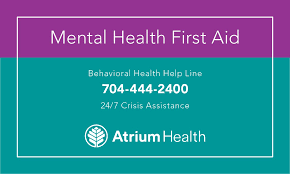 Mental Health First Aid
Behavioral Health Help Line
704-444-2400
24/7 Crisis Assistance
Atrium Health